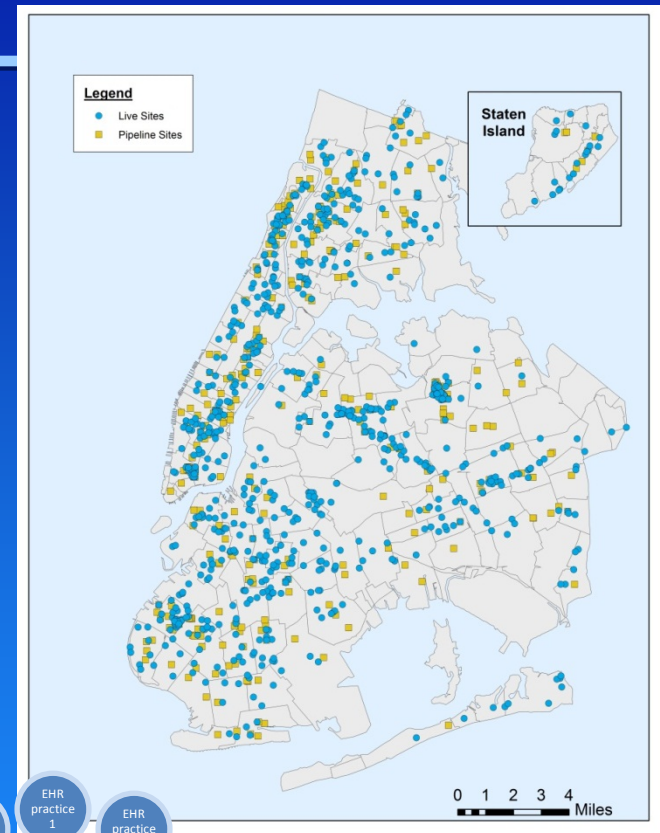 Legend
Live Sites
Pipeline Sites
Staten
Island
0 1 2 3 4
Miles
EHR
practice
1
EHR
practice